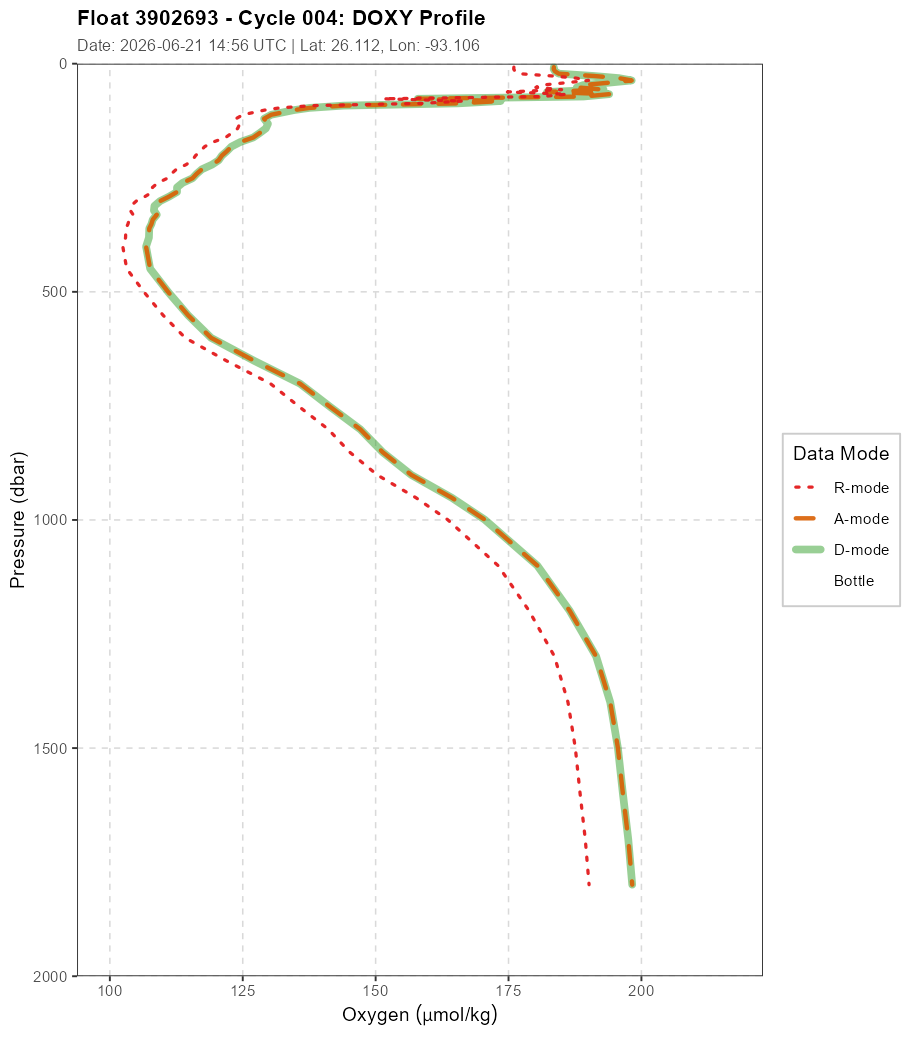 Float 3902693 - Cycle 004: DOXY Profile
Date: 2026-06-21 14:56 UTC | Lat: 26.112, Lon: -93.106
0
500
1000
1500
2000
Pressure (dbar)
100 125 150 175 200
Oxygen (μmol/kg)
Data Mode
R-mode
A-mode
D-mode
Bottle